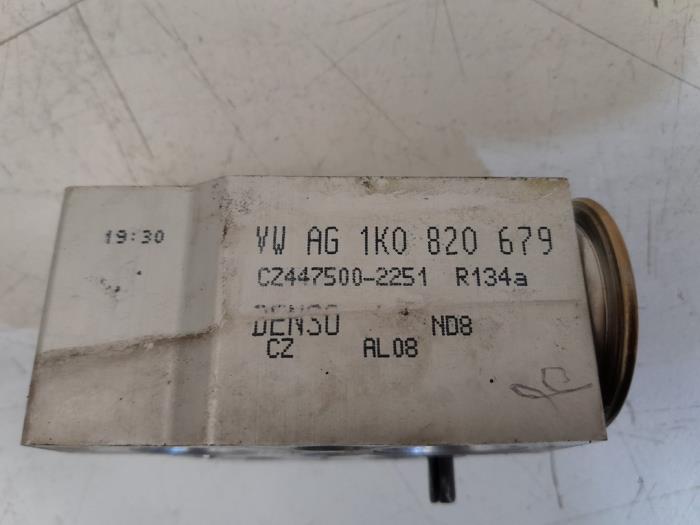 19:30
VW AG 1K0 820 679
CZ447500-2251 R134a
DENSO ND8
CZ AL08